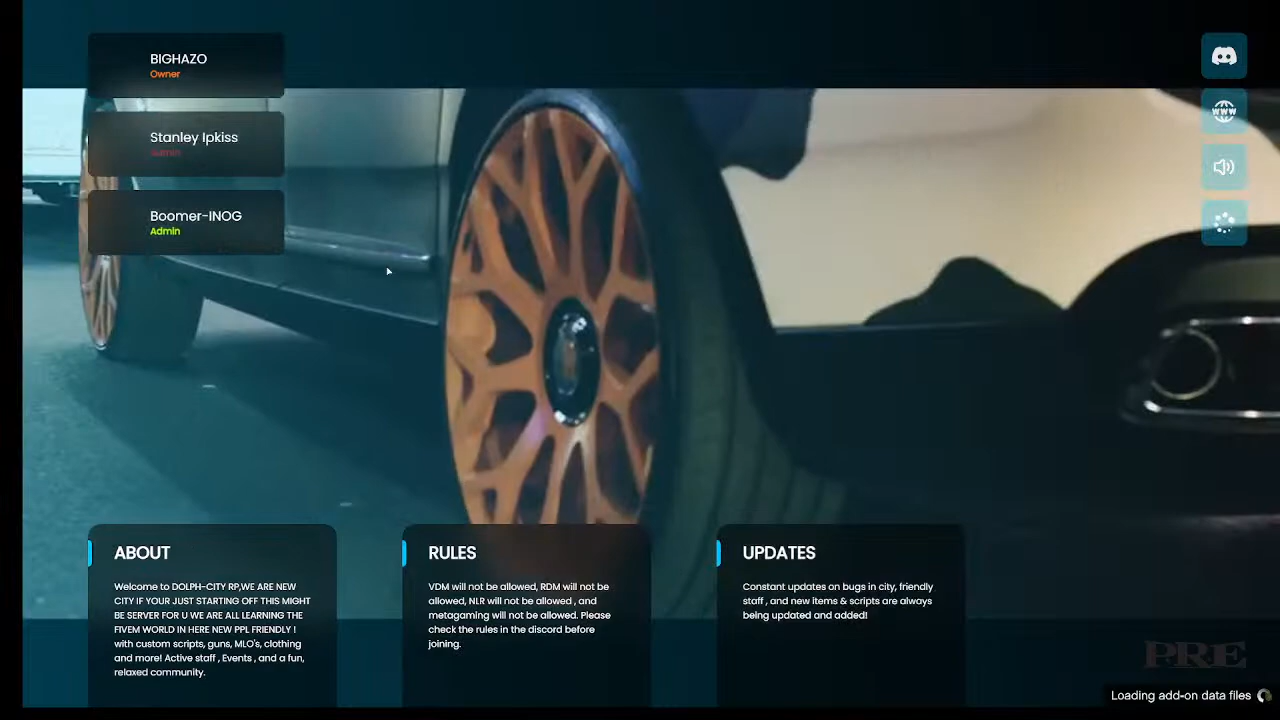 BIGHAZO
Owner
Stanley Ipkiss
Boomer-INOG
Admin
WWW
ABOUT
Welcome to DOLPH-CITY RP,WE ARE NEW
CITY IF YOUR JUST STARTING OFF THIS MIGHT
BE SERVER FOR U WE ARE ALL LEARNING THE
FIVEM WORLD IN HERE NEW PPL FRIENDLY !
with custom scripts, guns, MLO's, clothing
and more! Active staff , Events , and a fun,
relaxed community.
RULES
VDM will not be allowed, RDM will not be
allowed, NLR will not be allowed , and
metagaming will not be allowed. Please
check the rules in the discord before
joining.
UPDATES
Constant updates on bugs in city, friendly
staff , and new items & scripts are always
being updated and added!
PRE
Loading add-on data files